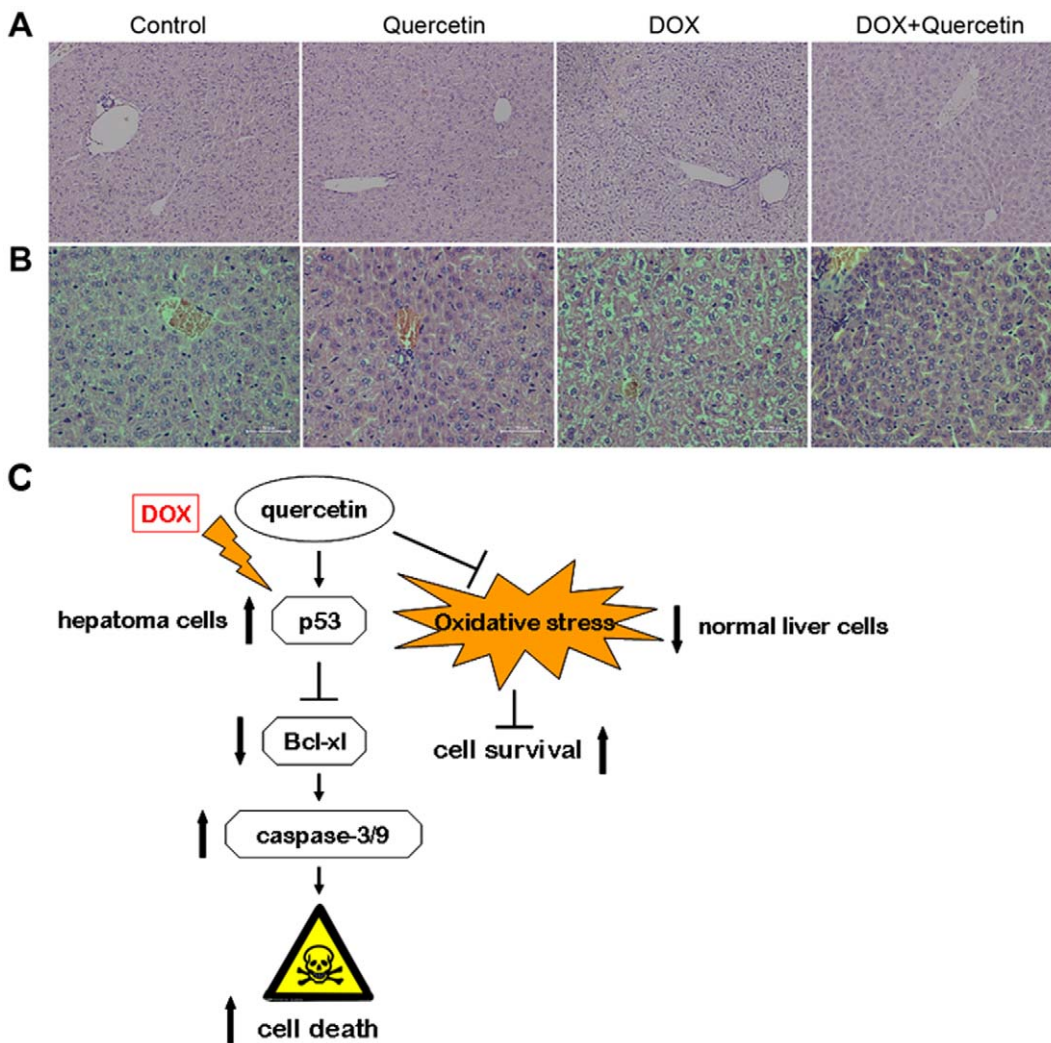 A
Control
Quercetin
DOX
DOX+Quercetin
B
C
DOX
quercetin
hepatoma cells
p53
Oxidative stress
normal liver cells
Bcl-xl
cell survival
caspase-3/9
cell death